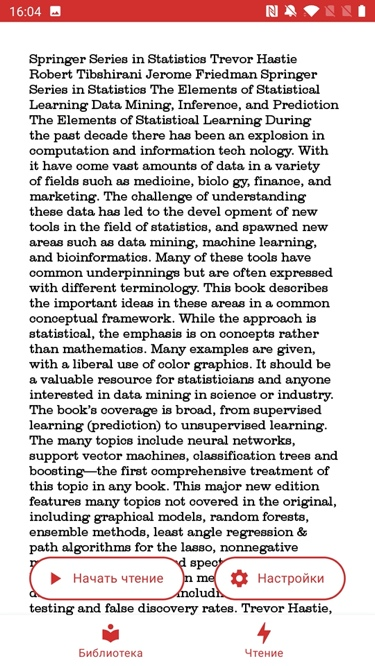 16:04
Springer Series in Statistics Trevor Hastie
Robert Tibshirani Jerome Friedman Springer
Series in Statistics The Elements of Statistical
Learning Data Mining, Inference, and Prediction
The Elements of Statistical Learning During
the past decade there has been an explosion in
computation and information tech nology. With
it have come vast amounts of data in a variety
of fields such as medicine, biolo gy, finance, and
marketing. The challenge of understanding
these data has led to the devel opment of new
tools in the field of statistics, and spawned new
areas such as data mining, machine learning,
and bioinformatics. Many of these tools have
common underpinnings but are often expressed
with different terminology. This book describes
the important ideas in these areas in a common
conceptual framework. While the approach is
statistical, the emphasis is on concepts rather
than mathematics. Many examples are given,
with a liberal use of color graphics. It should be
a valuable resource for statisticians and anyone
interested in data mining in science or industry.
The book's coverage is broad, from supervised
learning (prediction) to unsupervised learning.
The many topics include neural networks,
support vector machines, classification trees and
boosting—the first comprehensive treatment of
this topic in any book. This major new edition
features many topics not covered in the original,
including graphical models, random forests,
ensemble methods, least angle regression &
path algorithms for the lasso, nonnegative
Начать чтение Настройки
testing and false discovery rates. Trevor Hastie,
Библиотека Чтение